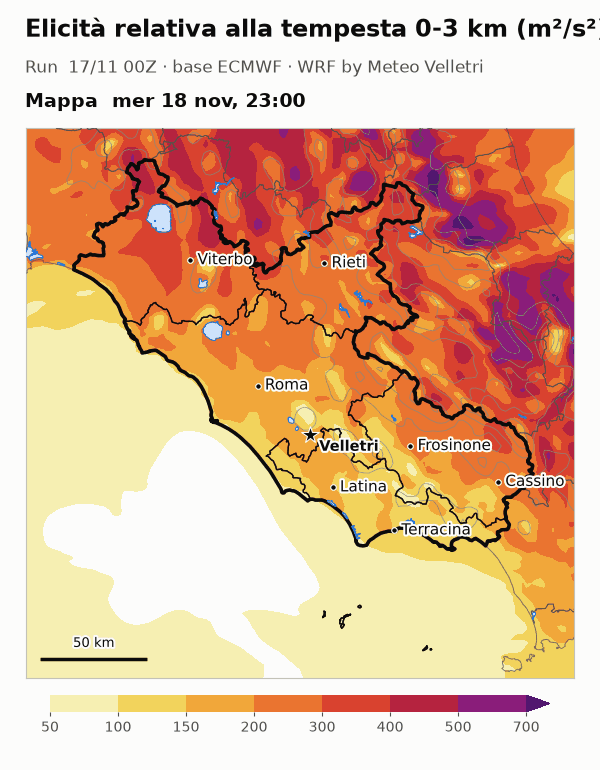 Elicità relativa alla tempesta 0-3 km (m²/s²)
Run  17/11 00Z · base ECMWF · WRF by Meteo Velletri
Mappa  mer 18 nov, 23:00
Viterbo
Rieti
Roma
Velletri
Frosinone
Cassino
Latina
Terracina
50 km
50 100 150 200 300 400 500 700